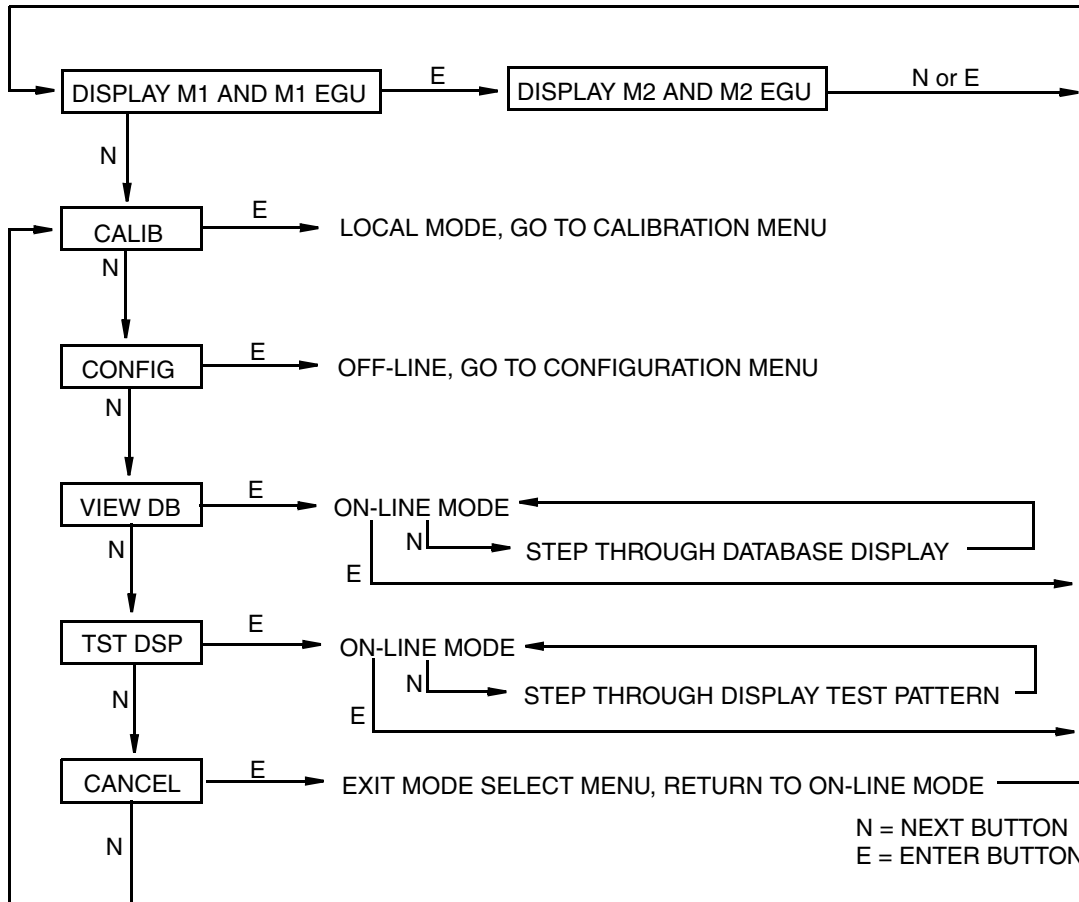 DISPLAY M1 AND M1 EGU
E
DISPLAY M2 AND M2 EGU
N or E
N
CALIB
E
LOCAL MODE, GO TO CALIBRATION MENU
N
CONFIG
E
OFF-LINE, GO TO CONFIGURATION MENU
N
VIEW DB
E
ON-LINE MODE
N
STEP THROUGH DATABASE DISPLAY
E
N
TST DSP
E
ON-LINE MODE
N
STEP THROUGH DISPLAY TEST PATTERN
E
N
CANCEL
E
EXIT MODE SELECT MENU, RETURN TO ON-LINE MODE
N
N = NEXT BUTTON
E = ENTER BUTTON